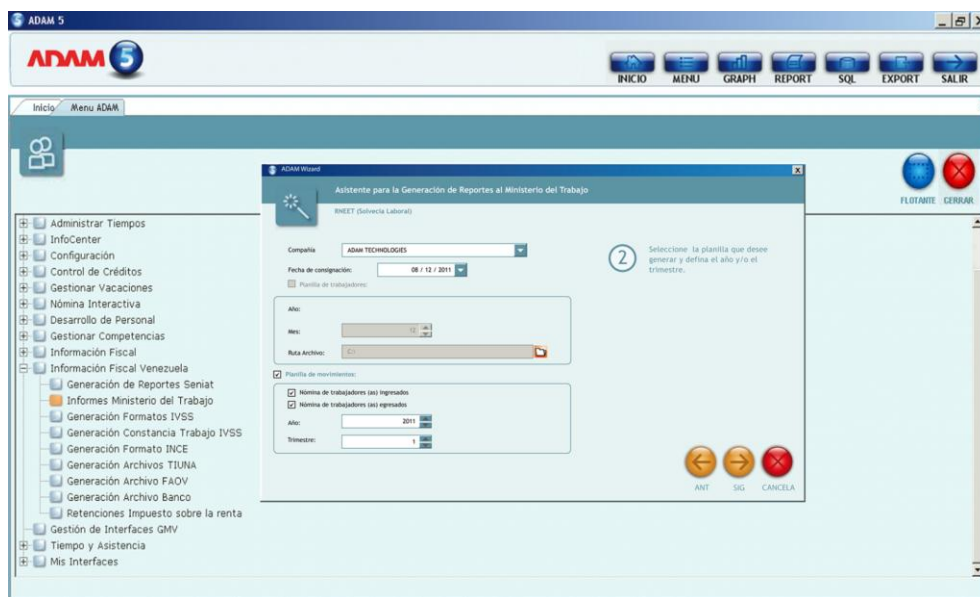 ADAM 5
ADAM 5
INICIO MENU GRAPH REPORT SQL EXPORT SALIR
Inicio Menu ADAM
FLOTANTE CERRAR
Administrar Tiempos
InfoCenter
Configuración
Control de Créditos
Gestionar Vacaciones
Nómina Interactiva
Desarrollo de Personal
Gestionar Competencias
Información Fiscal
Información Fiscal Venezuela
Generación de Reportes Seniat
Informes Ministerio del Trabajo
Generación Formatos IVSS
Generación Constancia Trabajo IVSS
Generación Formato INCE
Generación Archivos TIUNA
Generación Archivo FAOV
Generación Archivo Banco
Retenciones Impuesto sobre la renta
Gestión de Interfaces GMV
Tiempo y Asistencia
Mis Interfaces
ADAM Wizard
Asistente para la Generación de Reportes al Ministerio del Trabajo
RNEET (Solvecia Laboral)
Compañía ADAM TECHNOLOGIES
Fecha de consignación: 08 / 12 / 2011
Planilla de trabajadores:
Año:
Mes: 12
Ruta Archivo: C:\
Planilla de movimientos:
Nómina de trabajadores (as) ingresados
Nómina de trabajadores (as) egresados
Año: 2011
Trimestre: 1
2
Seleccione la planilla que desee
generar y defina el año y/o el
trimestre.
ANT SIG CANCELA